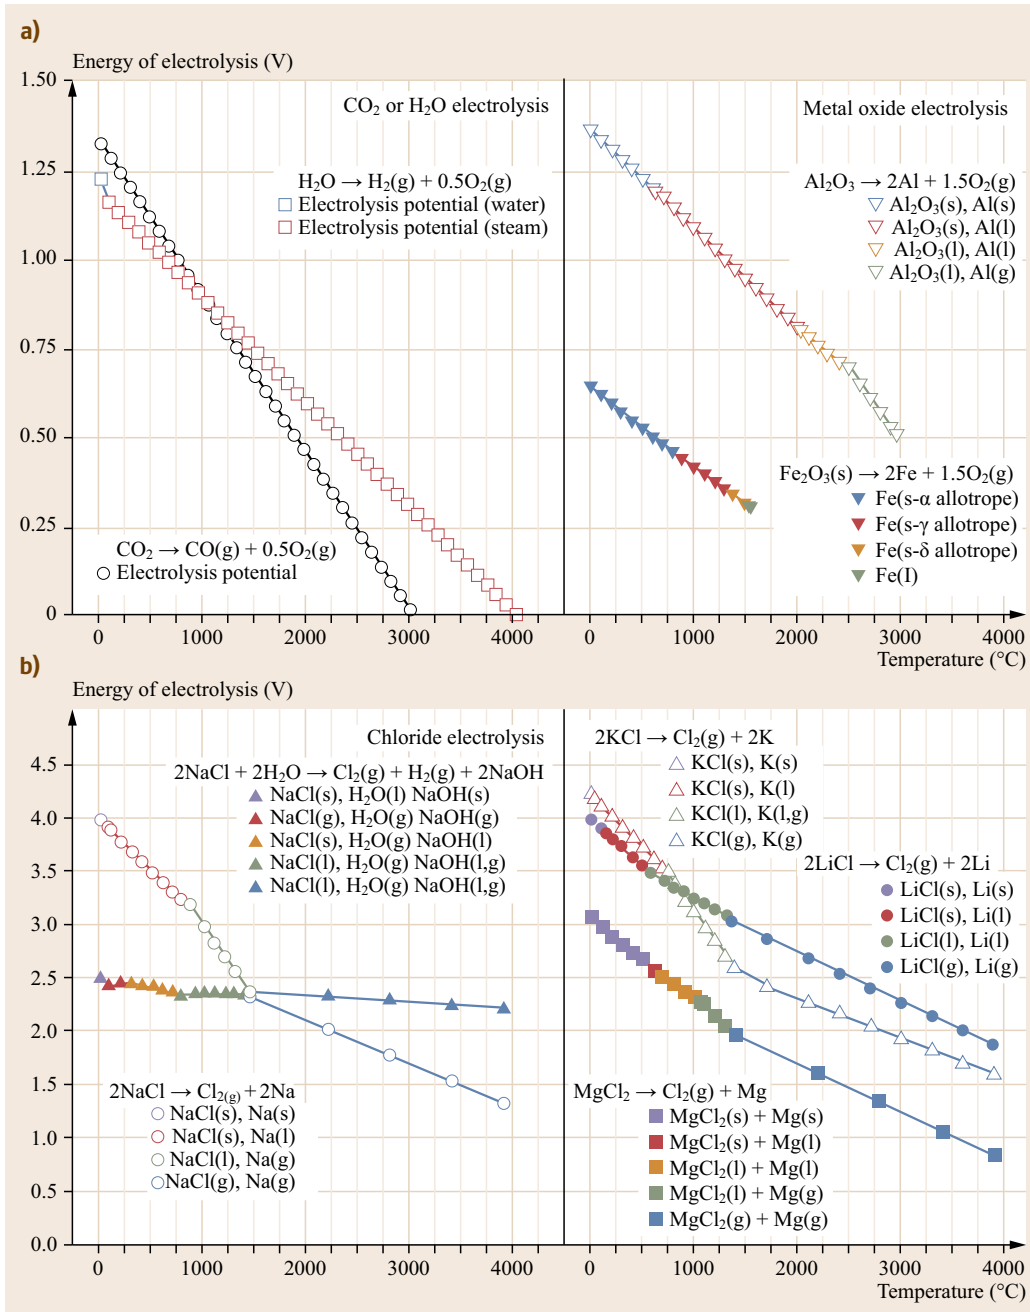 a)
Energy of electrolysis (V)
1.50
1.25
1.00
0.75
0.50
0.25
0
CO₂ or H₂O electrolysis
H₂O → H₂(g) + 0.5O₂(g)
Electrolysis potential (water)
Electrolysis potential (steam)
CO₂ → CO(g) + 0.5O₂(g)
Electrolysis potential
0 1000 2000 3000 4000
Metal oxide electrolysis
Al₂O₃ → 2Al + 1.5O₂(g)
Al₂O₃(s), Al(s)
Al₂O₃(s), Al(l)
Al₂O₃(l), Al(l)
Al₂O₃(l), Al(g)
Fe₂O₃(s) → 2Fe + 1.5O₂(g)
Fe(s-α allotrope)
Fe(s-γ allotrope)
Fe(s-δ allotrope)
Fe(I)
0 1000 2000 3000 4000
Temperature (°C)
b)
Energy of electrolysis (V)
4.5
4.0
3.5
3.0
2.5
2.0
1.5
1.0
0.5
0.0
Chloride electrolysis
2NaCl + 2H₂O → Cl₂(g) + H₂(g) + 2NaOH
NaCl(s), H₂O(l) NaOH(s)
NaCl(g), H₂O(g) NaOH(g)
NaCl(s), H₂O(g) NaOH(l)
NaCl(l), H₂O(g) NaOH(l,g)
NaCl(l), H₂O(g) NaOH(l,g)
2NaCl → Cl₂(g) + 2Na
NaCl(s), Na(s)
NaCl(s), Na(l)
NaCl(l), Na(g)
NaCl(g), Na(g)
0 1000 2000 3000 4000
2KCl → Cl₂(g) + 2K
KCl(s), K(s)
KCl(s), K(l)
KCl(l), K(l,g)
KCl(g), K(g)
2LiCl → Cl₂(g) + 2Li
LiCl(s), Li(s)
LiCl(s), Li(l)
LiCl(l), Li(l)
LiCl(g), Li(g)
MgCl₂ → Cl₂(g) + Mg
MgCl₂(s) + Mg(s)
MgCl₂(s) + Mg(l)
MgCl₂(l) + Mg(l)
MgCl₂(l) + Mg(g)
MgCl₂(g) + Mg(g)
0 1000 2000 3000 4000
Temperature (°C)